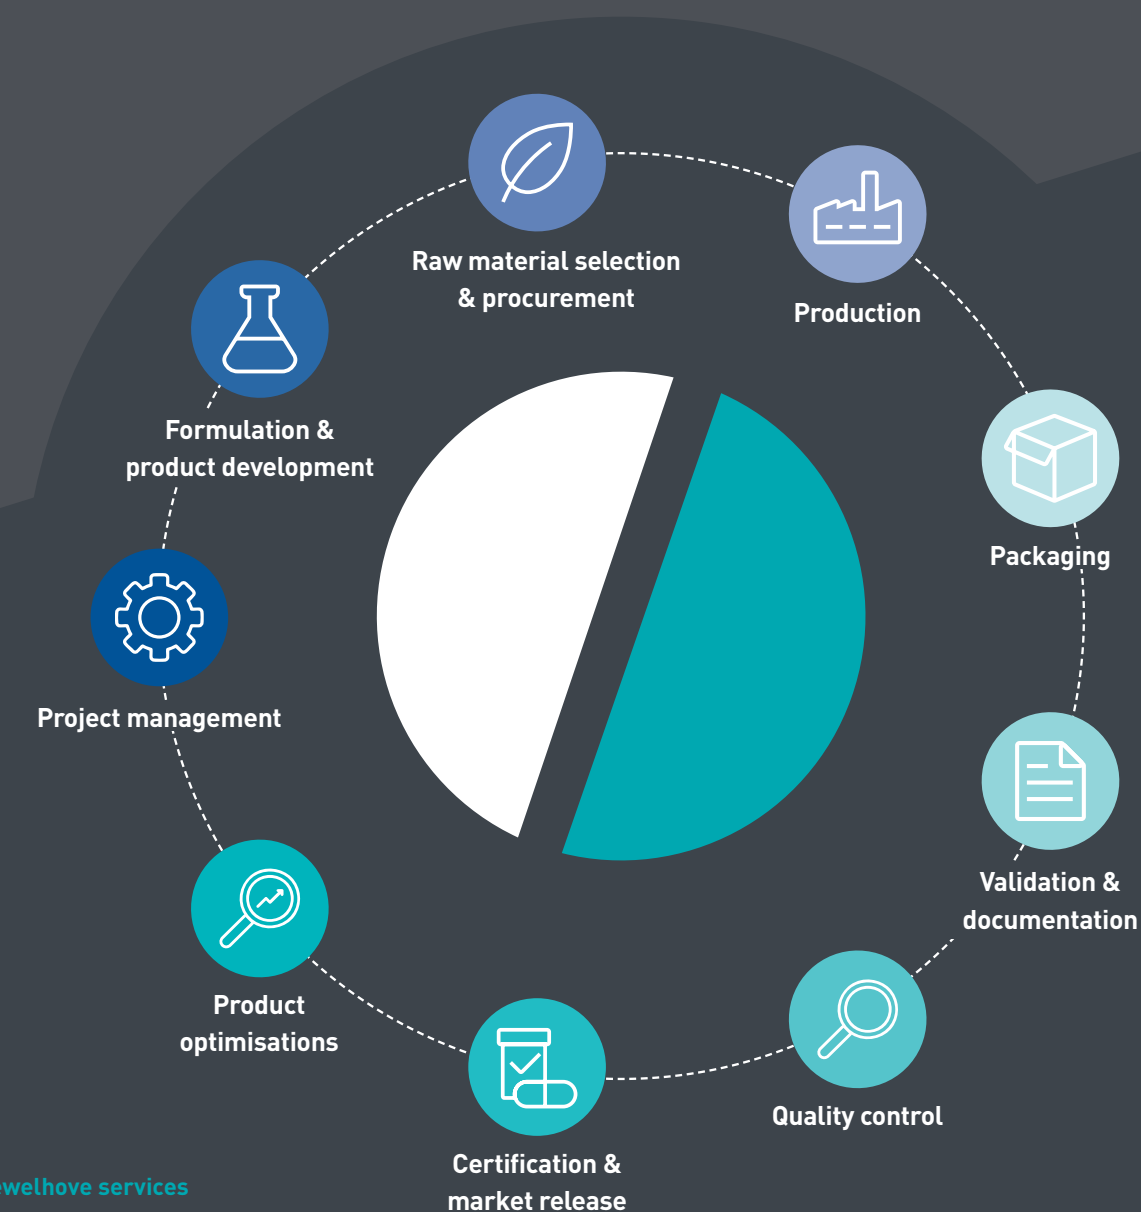 Raw material selection
& procurement
Production
Formulation &
product development
Packaging
Project management
Validation &
documentation
Product
optimisations
Quality control
Certification &
market release
services